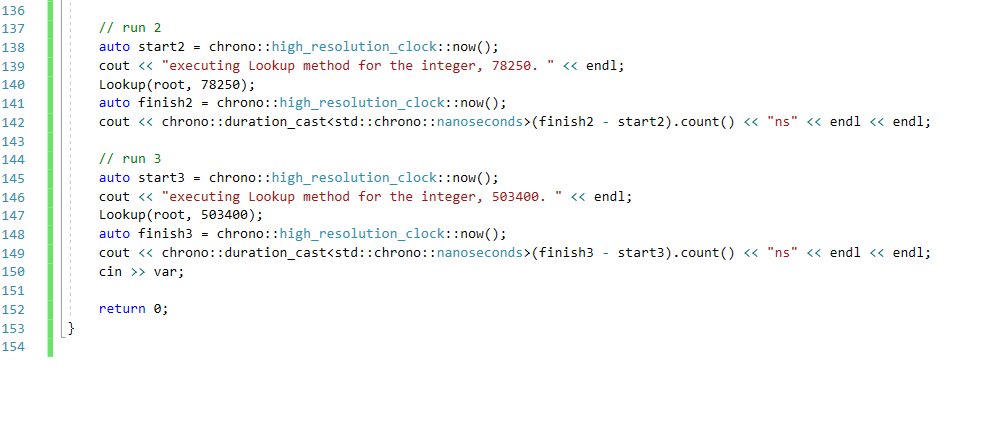 136
137 // run 2
138 auto start2 = chrono::high_resolution_clock::now();
139 cout << "executing Lookup method for the integer, 78250. " << endl;
140 Lookup(root, 78250);
141 auto finish2 = chrono::high_resolution_clock::now();
142 cout << chrono::duration_cast<std::chrono::nanoseconds>(finish2 - start2).count() << "ns" << endl << endl;
143
144 // run 3
145 auto start3 = chrono::high_resolution_clock::now();
146 cout << "executing Lookup method for the integer, 503400. " << endl;
147 Lookup(root, 503400);
148 auto finish3 = chrono::high_resolution_clock::now();
149 cout << chrono::duration_cast<std::chrono::nanoseconds>(finish3 - start3).count() << "ns" << endl << endl;
150 cin >> var;
151
152 return 0;
153 }
154